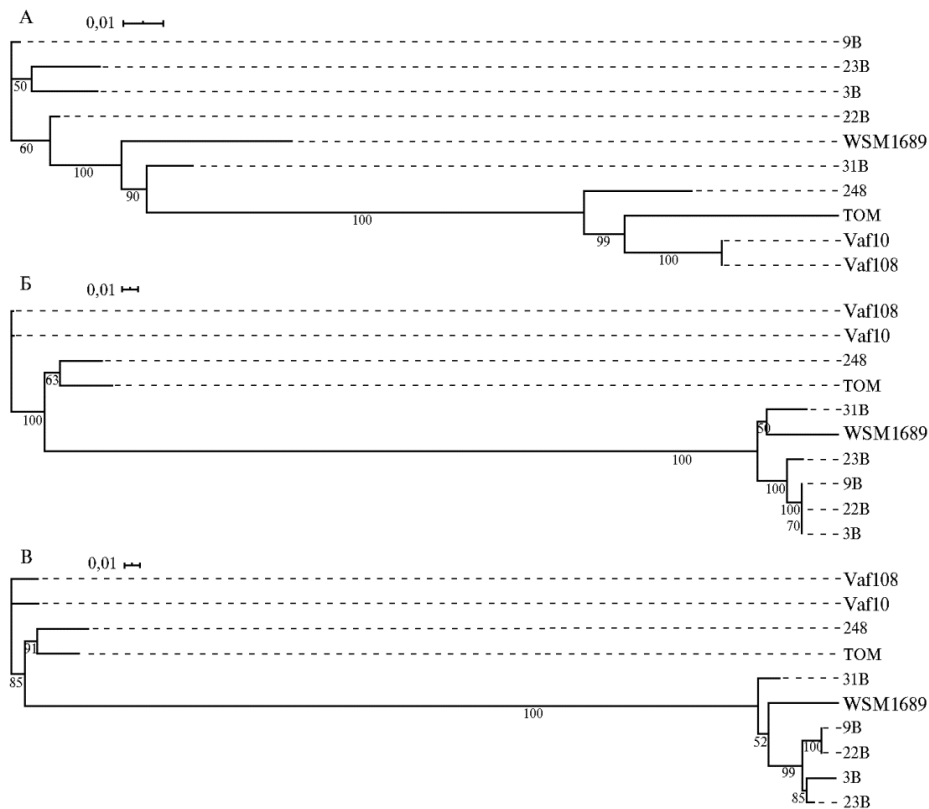 А
0,01
9B
23B
50
3B
22B
60
WSM1689
100
31B
90
248
100
TOM
99
Vaf10
100
Vaf108
Б
0,01
Vaf108
Vaf10
248
63
TOM
100
31B
50
WSM1689
100
23B
100
9B
100
22B
70
3B
В
0,01
Vaf108
Vaf10
248
91
TOM
85
31B
100
WSM1689
9B
52
100
22B
99
3B
85
23B